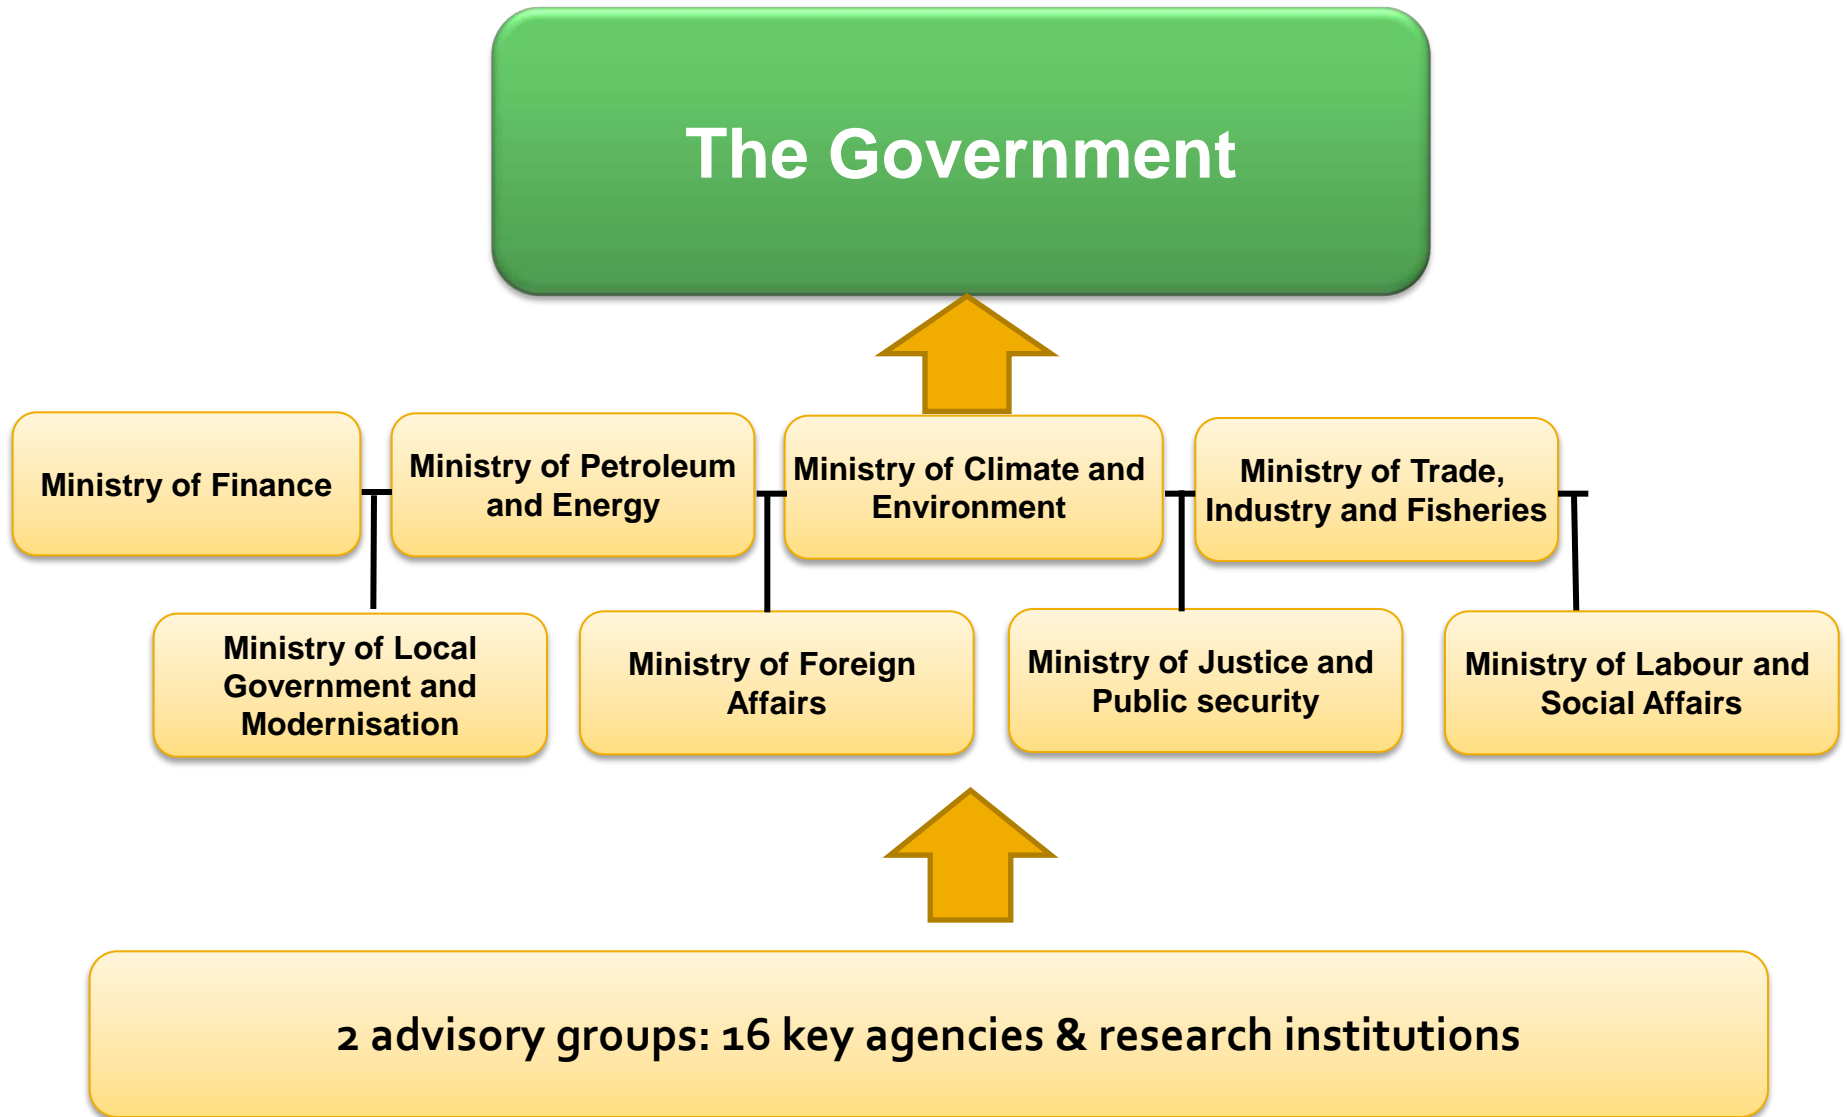 The Government
Ministry of Finance
Ministry of Petroleum
and Energy
Ministry of Climate and
Environment
Ministry of Trade,
Industry and Fisheries
Ministry of Local
Government and
Modernisation
Ministry of Foreign
Affairs
Ministry of Justice and
Public security
Ministry of Labour and
Social Affairs
2 advisory groups: 16 key agencies & research institutions